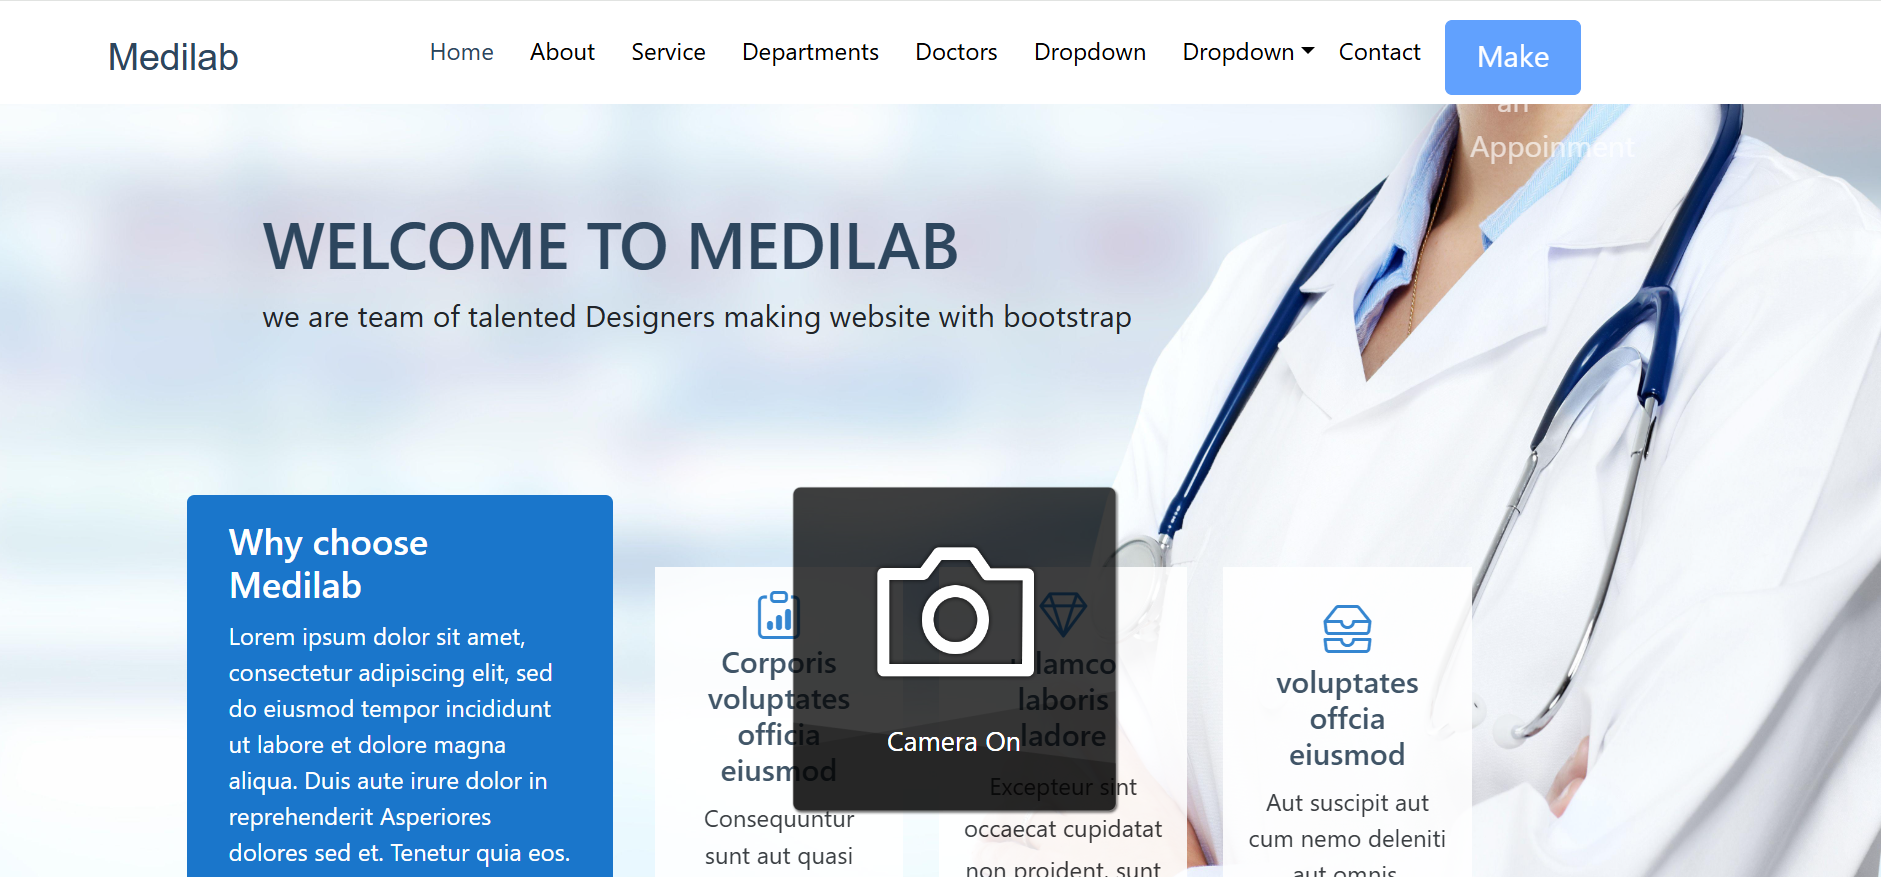 Medilab
Home About Service Departments Doctors Dropdown Dropdown Contact Make
an
Appoinment
WELCOME TO MEDILAB
we are team of talented Designers making website with bootstrap
Why choose
Medilab
Lorem ipsum dolor sit amet,
consectetur adipiscing elit, sed
do eiusmod tempor incididunt
ut labore et dolore magna
aliqua. Duis aute irure dolor in
reprehenderit Asperiores
dolores sed et. Tenetur quia eos.
Corporis
voluptates
officia
eiusmod
Consequuntur
sunt aut quasi
Camera On
laboris
ladore
Excepteur sint
occaecat cupidatat
non proident, sunt
voluptates
offcia
eiusmod
Aut suscipit aut
cum nemo deleniti
aut omnis